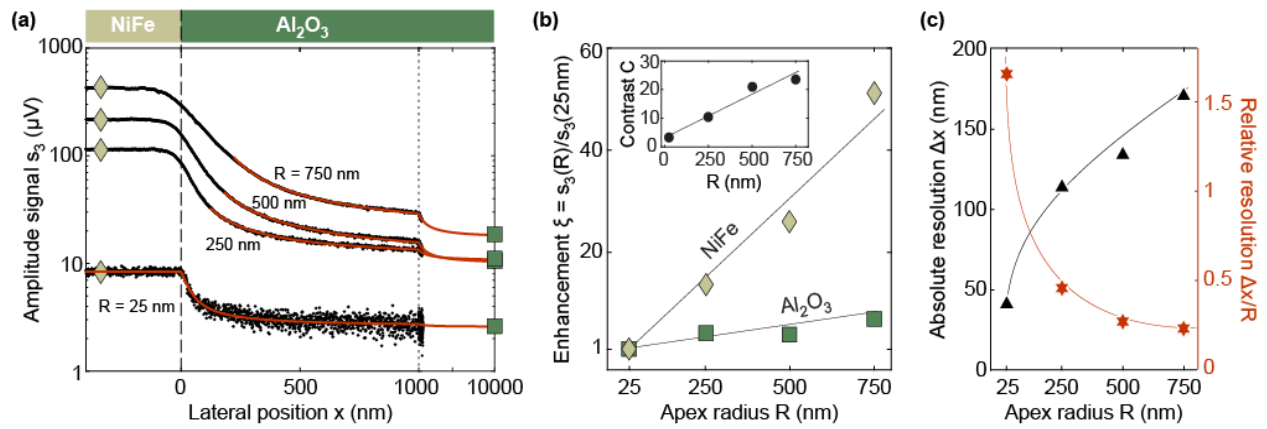 (a)
NiFe
Al₂O₃
Amplitude signal s₃ (µV)
1000
100
10
1
R = 750 nm
500 nm
250 nm
R = 25 nm
0
500
1000
10000
Lateral position x (nm)
(b)
Enhancement ξ = s₃(R)/s₃(25nm)
60
40
20
1
Contrast C
30
20
10
0
0
250
500
750
R (nm)
NiFe
Al₂O₃
25
250
500
750
Apex radius R (nm)
(c)
Absolute resolution Δx (nm)
200
150
100
50
0
25
250
500
750
Apex radius R (nm)
1.5
1
0.5
0
Relative resolution Δx/R